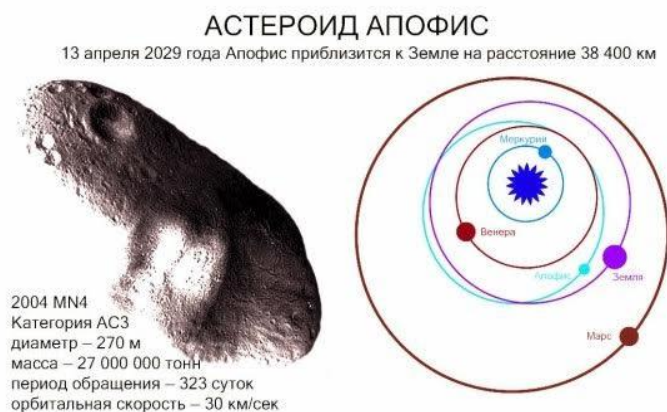 АСТЕРОИД АПОФИС
13 апреля 2029 года Апофис приблизится к Земле на расстояние 38 400 км
Меркурия
Венера
Апофис
Земля
Марс
2004 MN4
Категория АС3
диаметр – 270 м
масса – 27 000 000 тонн
период обращения – 323 суток
орбитальная скорость – 30 км/сек